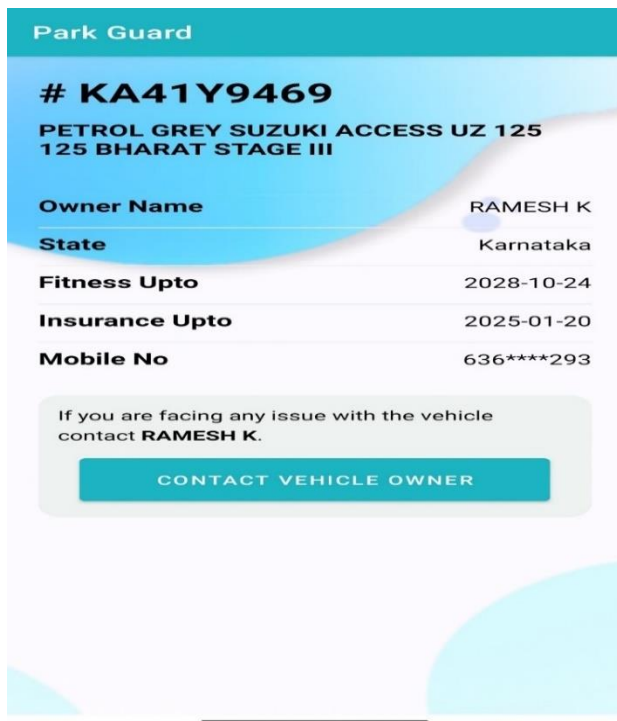 Park Guard
# KA41Y9469
PETROL GREY SUZUKI ACCESS UZ 125
125 BHARAT STAGE III
Owner Name RAMESH K
State Karnataka
Fitness Upto 2028-10-24
Insurance Upto 2025-01-20
Mobile No 636****293
If you are facing any issue with the vehicle
contact RAMESH K.
CONTACT VEHICLE OWNER